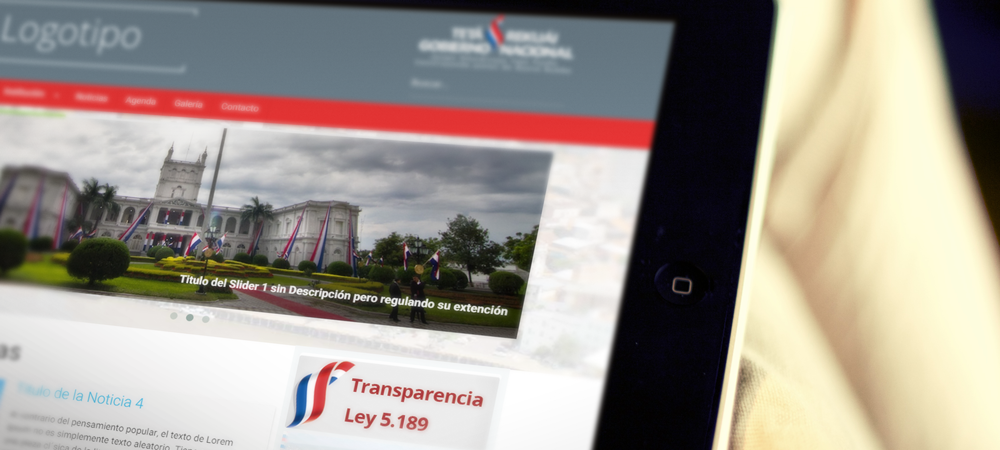 Logotipo
TETÃ REKUÁI
GOBIERNO NACIONAL
Institución Noticias Agenda Galería Contacto
Titulo del Slider 1 sin Descripción pero regulando su extención
as
Título de la Noticia 4
Al contrario del pensamiento popular, el texto de Lorem
Ipsum no es simplemente texto aleatorio.
Transparencia
Ley 5.189